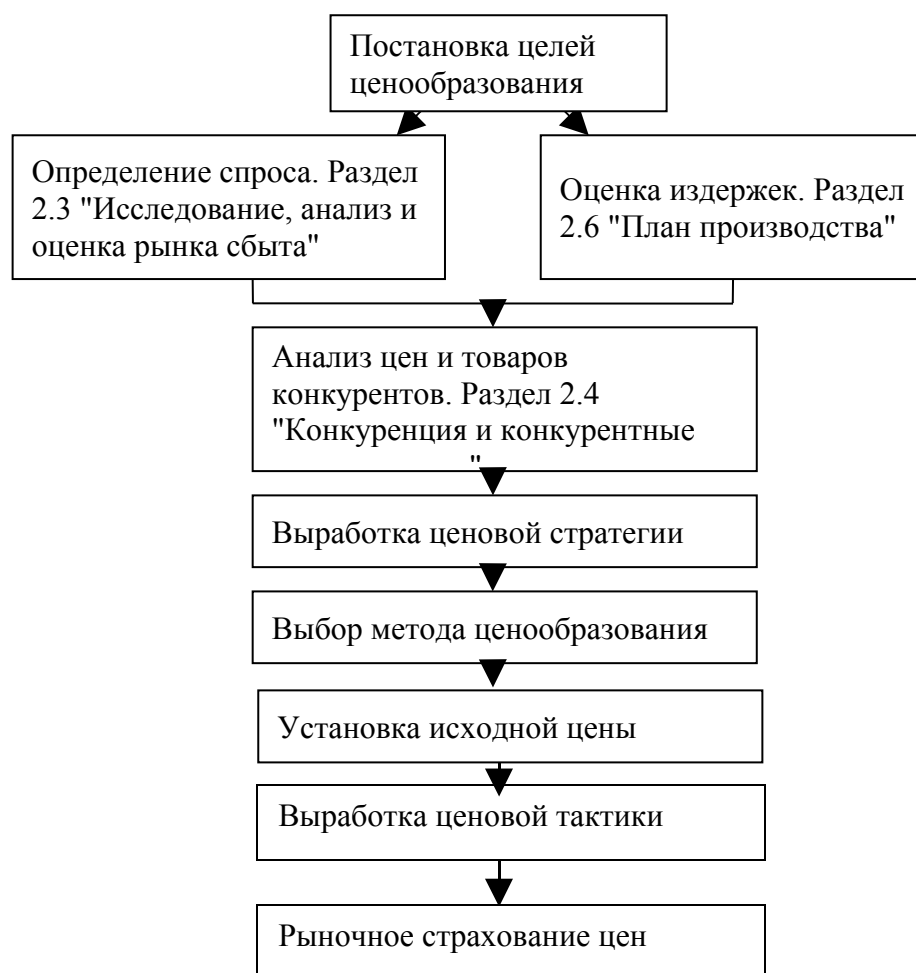 Постановка целей
ценообразования
Определение спроса. Раздел
2.3 "Исследование, анализ и
оценка рынка сбыта"
Оценка издержек. Раздел
2.6 "План производства"
Анализ цен и товаров
конкурентов. Раздел 2.4
"Конкуренция и конкурентные
"
Выработка ценовой стратегии
Выбор метода ценообразования
Установка исходной цены
Выработка ценовой тактики
Рыночное страхование цен